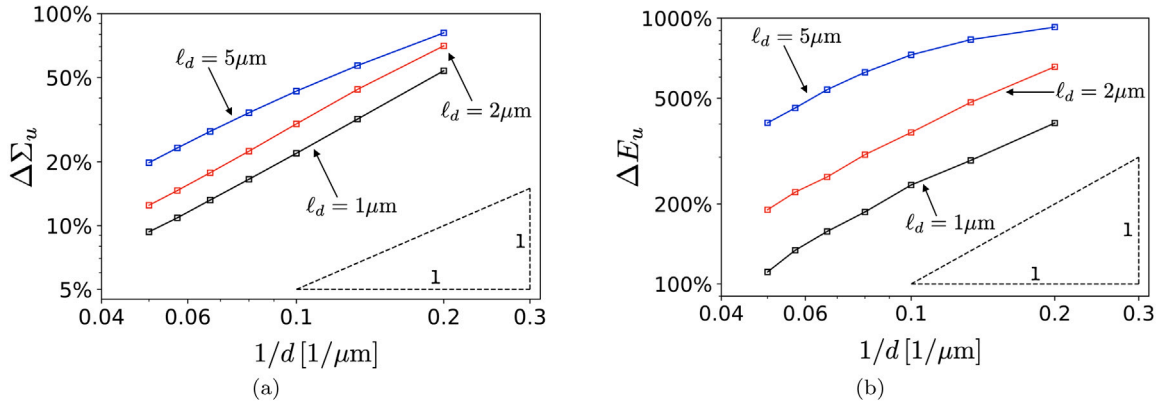 100%
50%
20%
10%
5%
ΔΣ_u
ℓ_d = 5μm
ℓ_d = 2μm
ℓ_d = 1μm
1
1
0.04 0.06 0.1 0.2 0.3
1/d [1/μm]
(a)
1000%
500%
200%
100%
ΔE_u
ℓ_d = 5μm
ℓ_d = 2μm
ℓ_d = 1μm
1
1
0.04 0.06 0.1 0.2 0.3
1/d [1/μm]
(b)